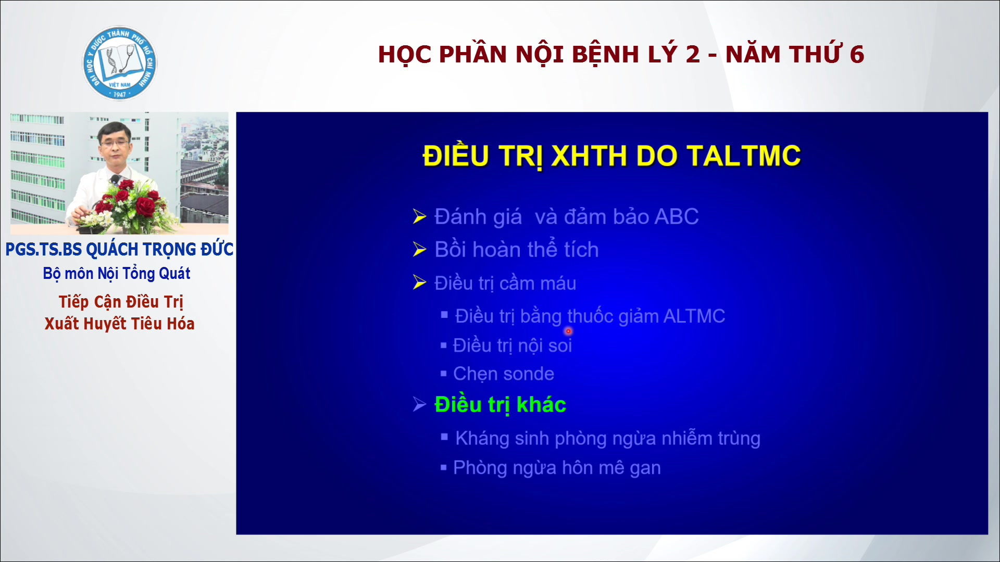 ĐẠI HỌC Y DƯỢC THÀNH PHỐ HỒ CHÍ MINH
VIỆT NAM
1947
HỌC PHẦN NỘI BỆNH LÝ 2 - NĂM THỨ 6
PGS.TS.BS QUÁCH TRỌNG ĐỨC
Bộ môn Nội Tổng Quát
Tiếp Cận Điều Trị
Xuất Huyết Tiêu Hóa
ĐIỀU TRỊ XHTH DO TALTMC
Đánh giá và đảm bảo ABC
Bồi hoàn thể tích
Điều trị cầm máu
Điều trị bằng thuốc giảm ALTMC
Điều trị nội soi
Chẹn sonde
Điều trị khác
Kháng sinh phòng ngừa nhiễm trùng
Phòng ngừa hôn mê gan